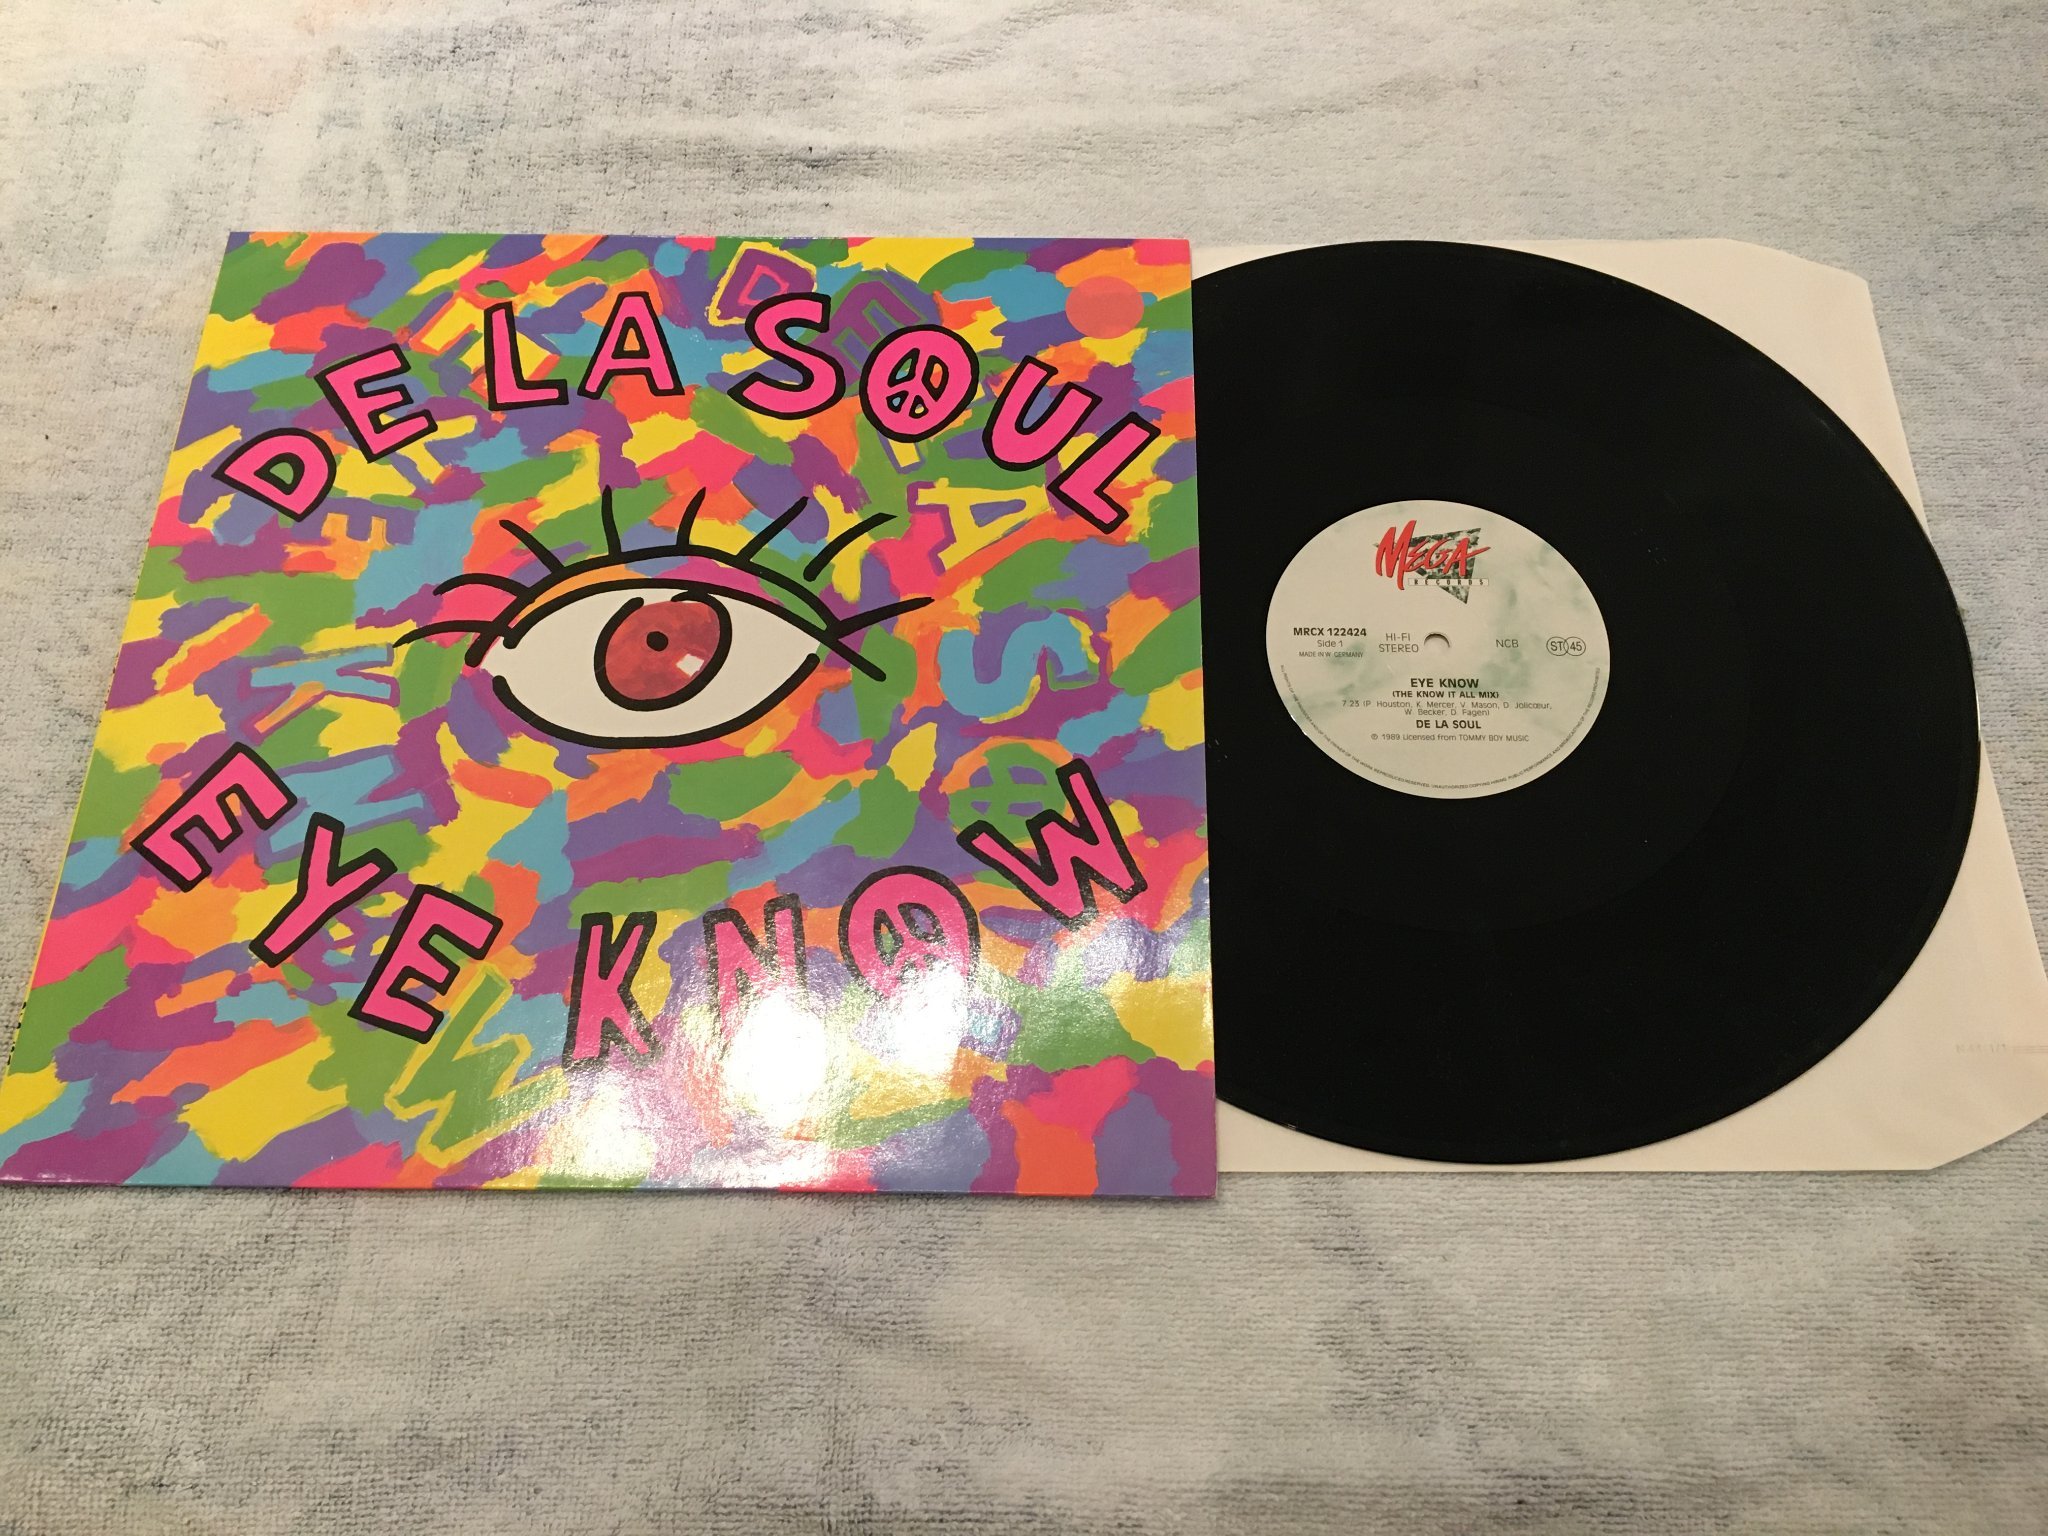 DE LA SOUL
EYE KNOW
MEGA
RECORDS
MRCX 122424
Side 1
MADE IN W. GERMANY
HI-FI
STEREO
NCB
ST 45
EYE KNOW
(THE KNOW IT ALL MIX)
7.23 (P. Houston, K. Mercer, V. Mason, D. Jolicœur,
W. Becker, D. Fagen)
DE LA SOUL
℗ 1989 Licensed from TOMMY BOY MUSIC